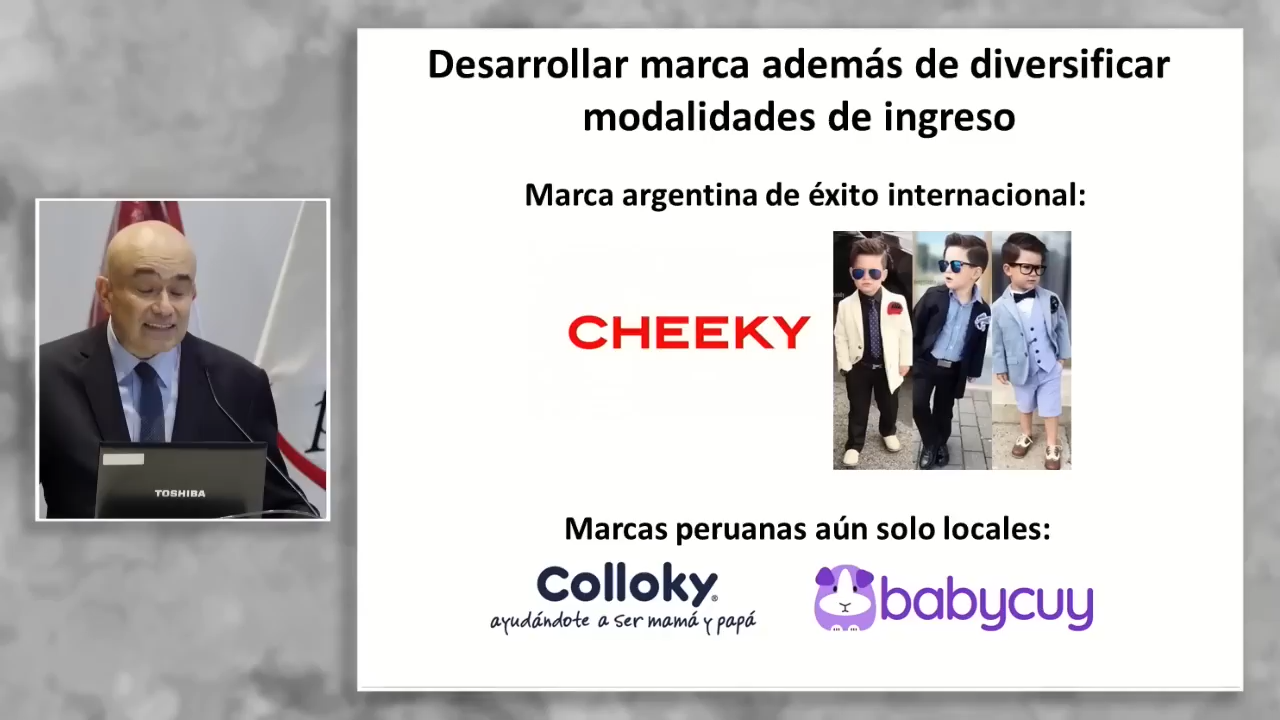 Desarrollar marca además de diversificar
modalidades de ingreso
Marca argentina de éxito internacional:
CHEEKY
TOSHIBA
Marcas peruanas aún solo locales:
Colloky®
ayudándote a ser mamá y papá
babycuy